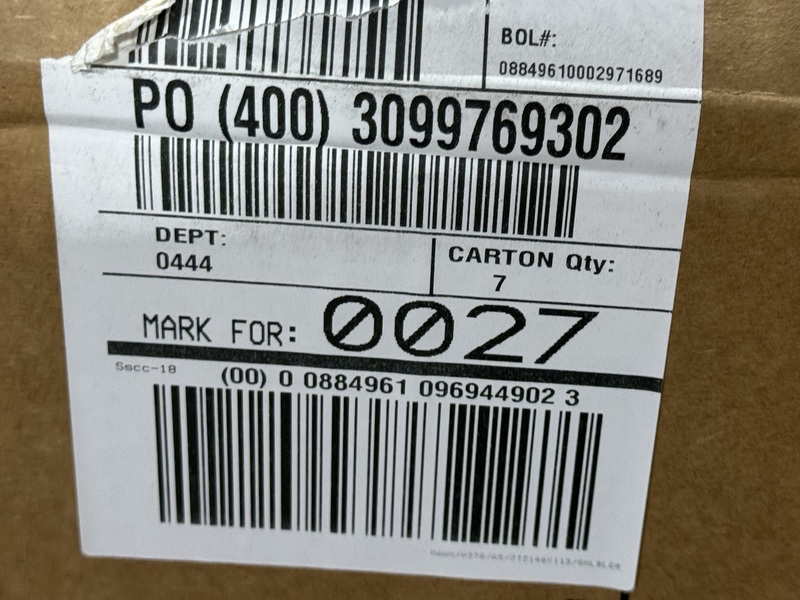 BOL#:
08849610002971689
PO (400) 3099769302
DEPT:
0444
CARTON Qty:
7
MARK FOR: 0027
Sscc-18
(00) 0 0884961 096944902 3